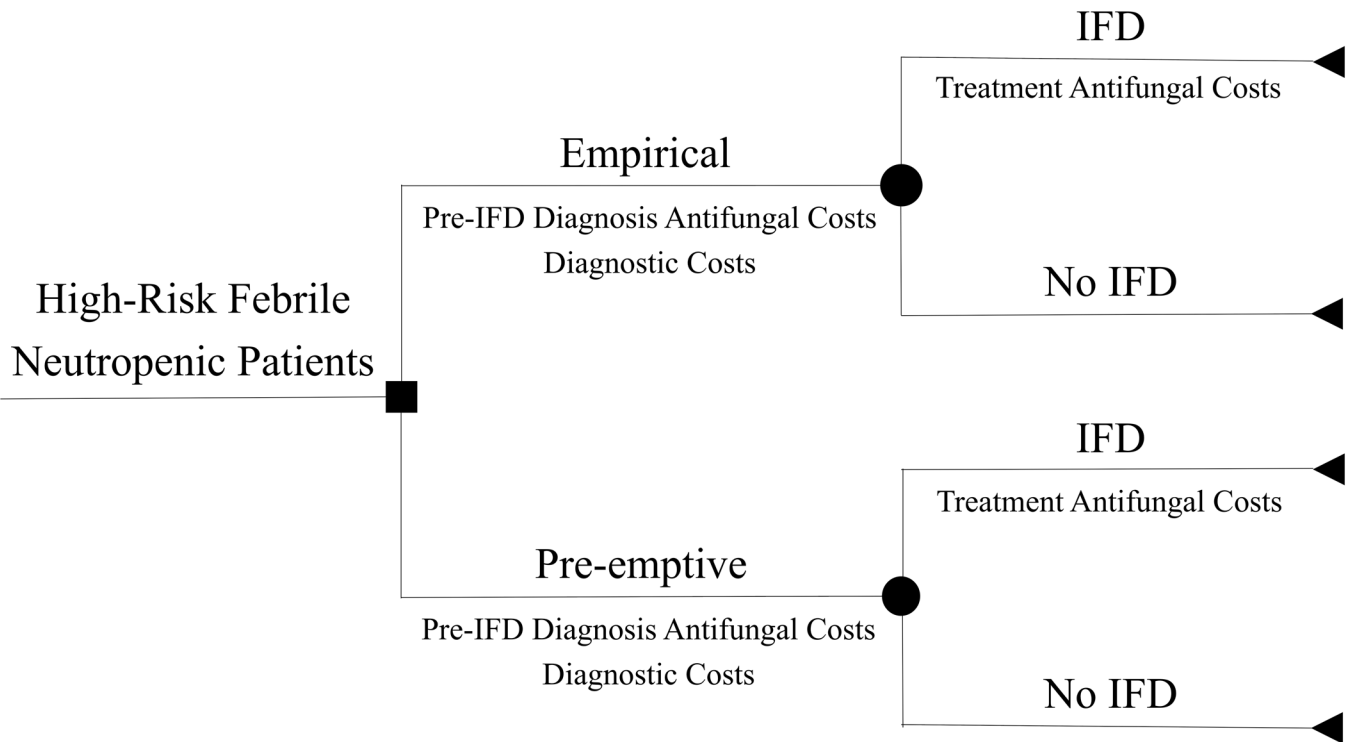 IFD
Treatment Antifungal Costs
Empirical
Pre-IFD Diagnosis Antifungal Costs
Diagnostic Costs
No IFD
High-Risk Febrile
Neutropenic Patients
IFD
Treatment Antifungal Costs
Pre-emptive
Pre-IFD Diagnosis Antifungal Costs
Diagnostic Costs
No IFD